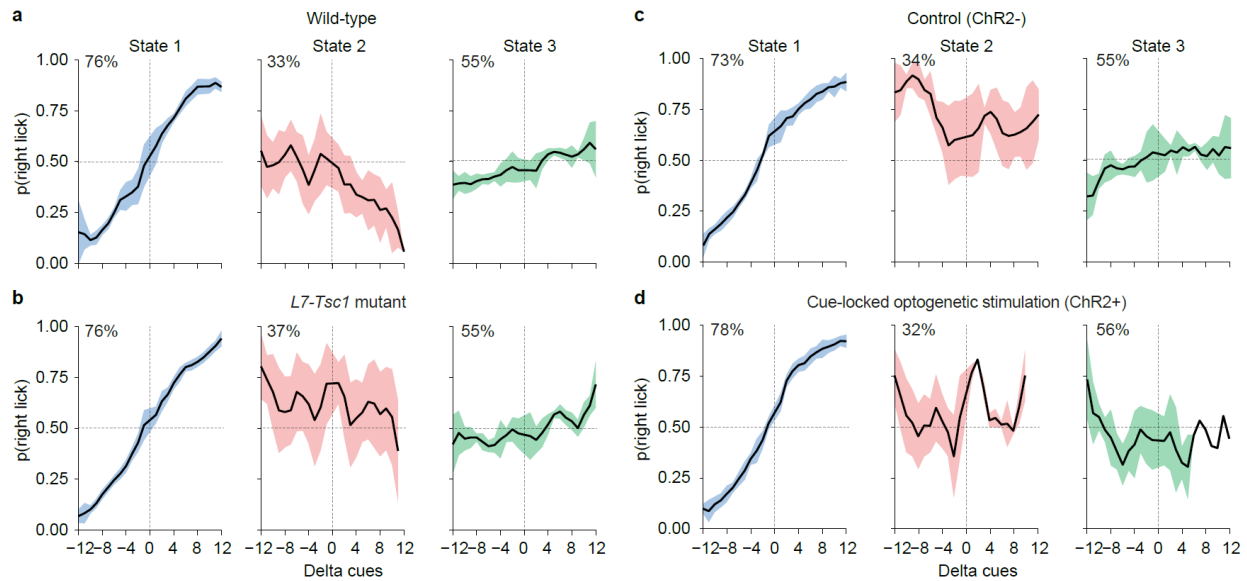 a
Wild-type
State 1
State 2
State 3
76%
33%
55%
p(right lick)
1.00
0.75
0.50
0.25
0.00
b
L7-Tsc1 mutant
76%
37%
55%
p(right lick)
1.00
0.75
0.50
0.25
0.00
−12 −8 −4 0 4 8 12
−12 −8 −4 0 4 8 12
−12 −8 −4 0 4 8 12
Delta cues
c
Control (ChR2-)
State 1
State 2
State 3
73%
34%
55%
p(right lick)
1.00
0.75
0.50
0.25
0.00
d
Cue-locked optogenetic stimulation (ChR2+)
78%
32%
56%
p(right lick)
1.00
0.75
0.50
0.25
0.00
−12 −8 −4 0 4 8 12
−12 −8 −4 0 4 8 12
−12 −8 −4 0 4 8 12
Delta cues